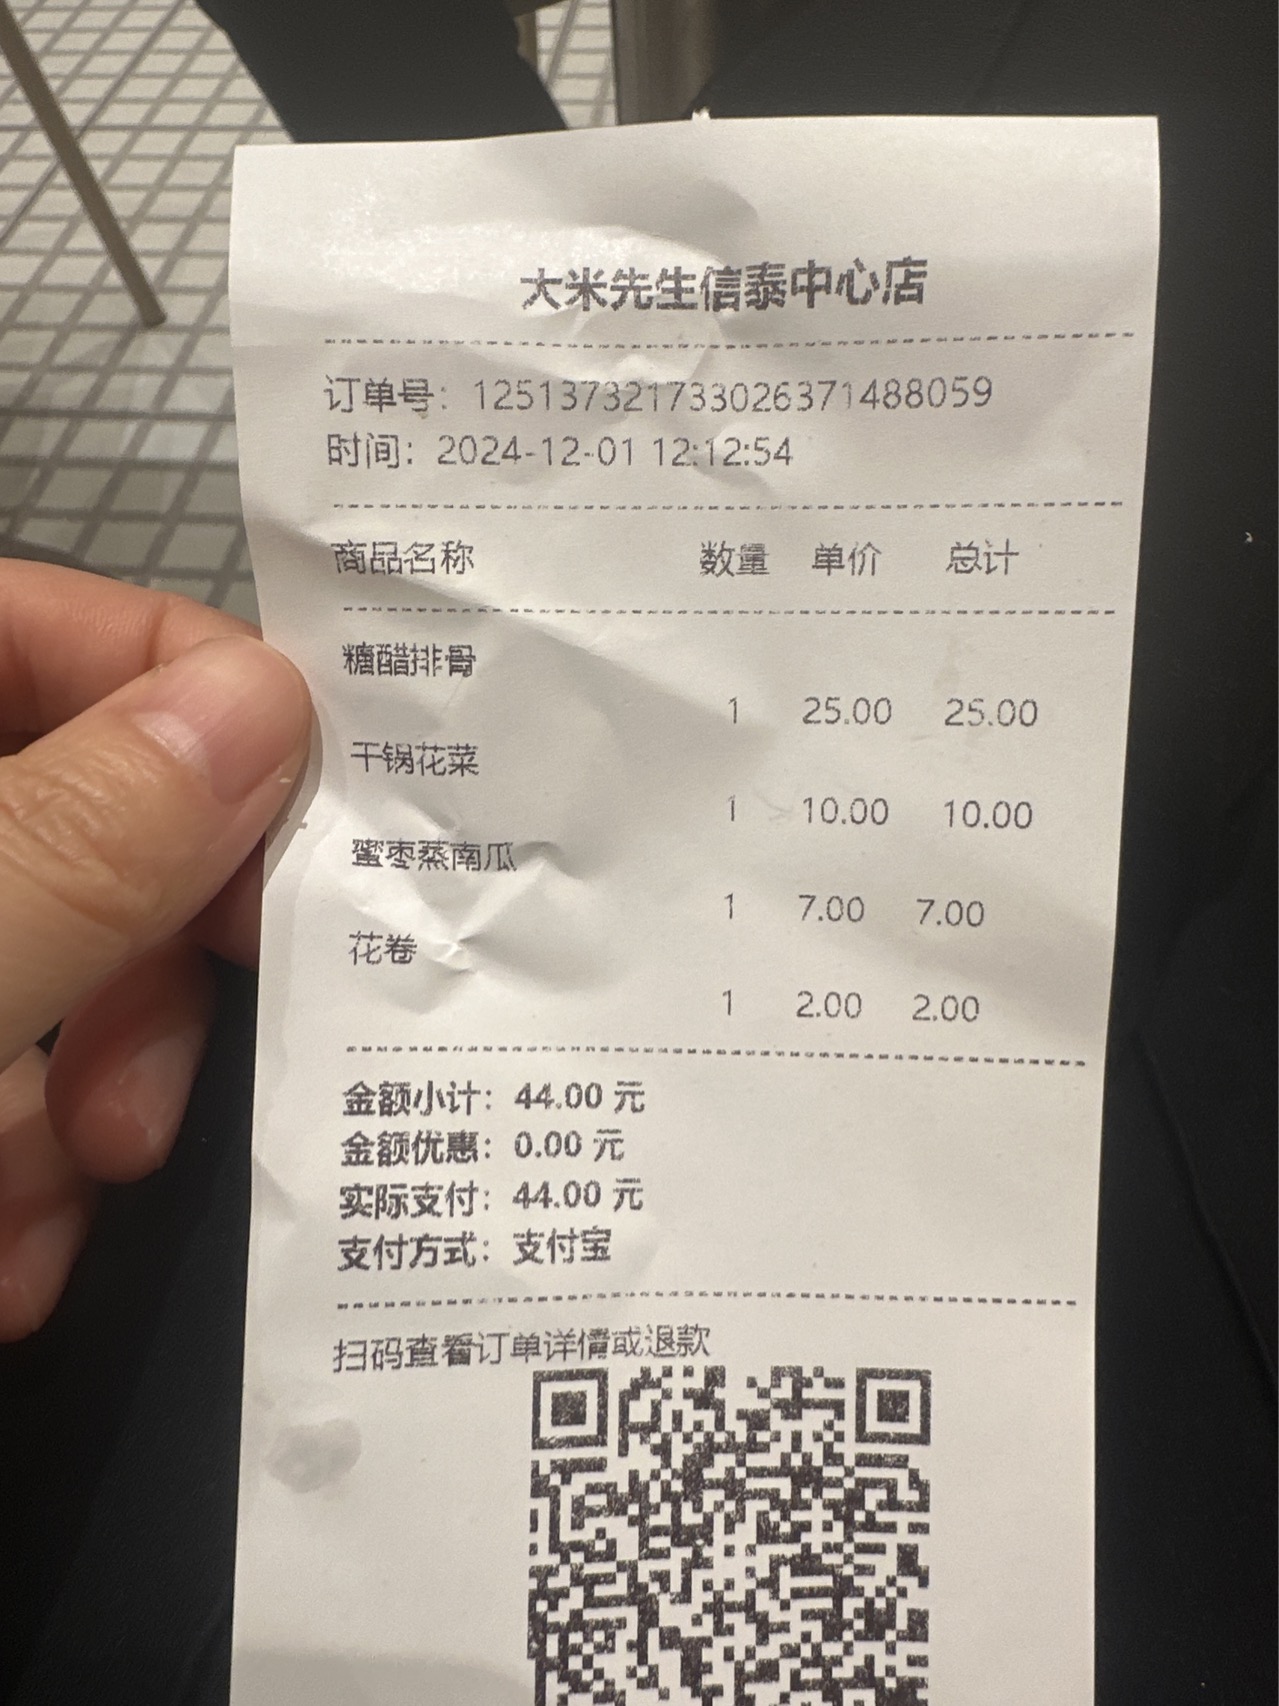 大米先生信泰中心店
订单号：125137321733026371488059
时间：2024-12-01 12:12:54
商品名称 数量 单价 总计
糖醋排骨
1 25.00 25.00
干锅花菜
1 10.00 10.00
蜜枣蒸南瓜
1 7.00 7.00
花卷
1 2.00 2.00
金额小计：44.00 元
金额优惠：0.00 元
实际支付：44.00 元
支付方式：支付宝
扫码查看订单详情或退款